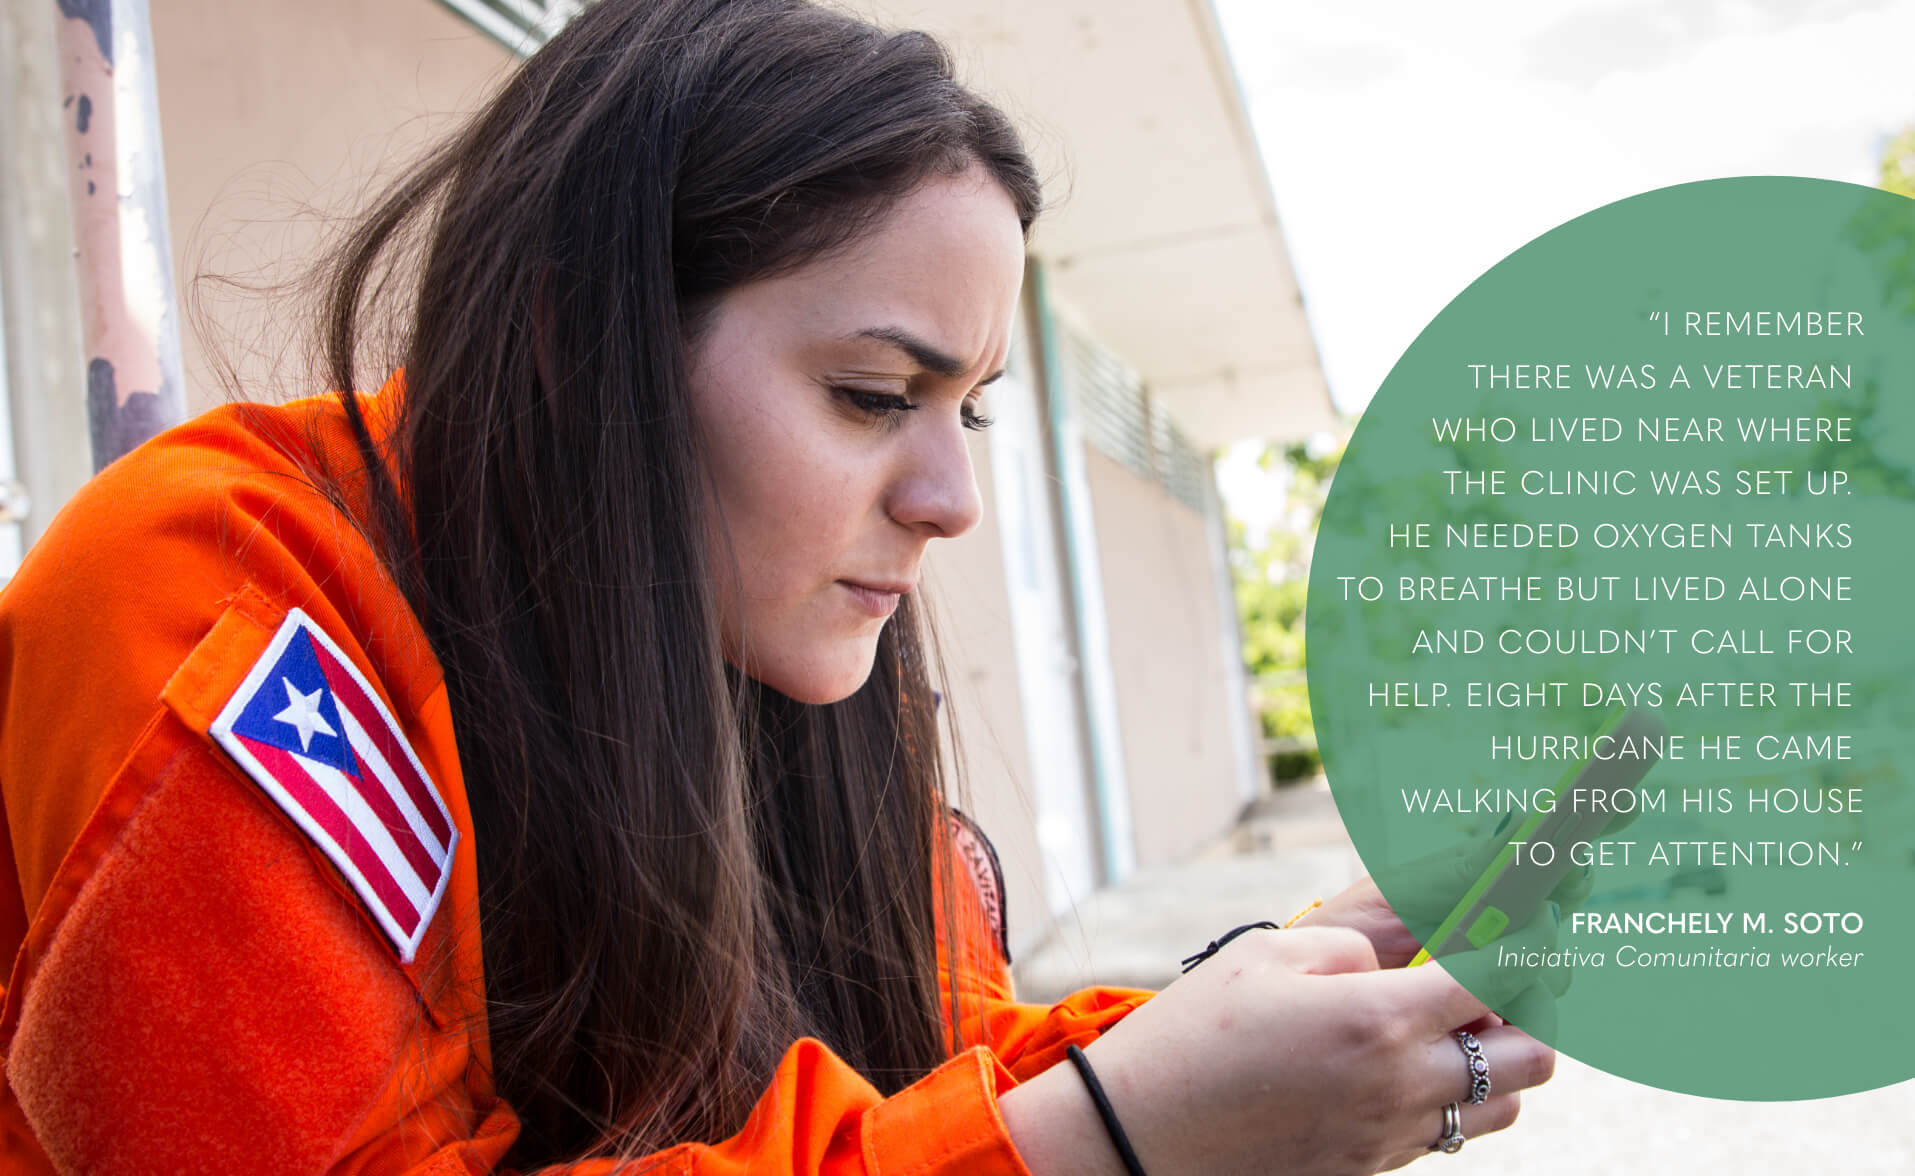 “I REMEMBER
THERE WAS A VETERAN
WHO LIVED NEAR WHERE
THE CLINIC WAS SET UP.
HE NEEDED OXYGEN TANKS
TO BREATHE BUT LIVED ALONE
AND COULDN’T CALL FOR
HELP. EIGHT DAYS AFTER THE
HURRICANE HE CAME
WALKING FROM HIS HOUSE
TO GET ATTENTION.”
FRANCHELY M. SOTO
Iniciativa Comunitaria worker